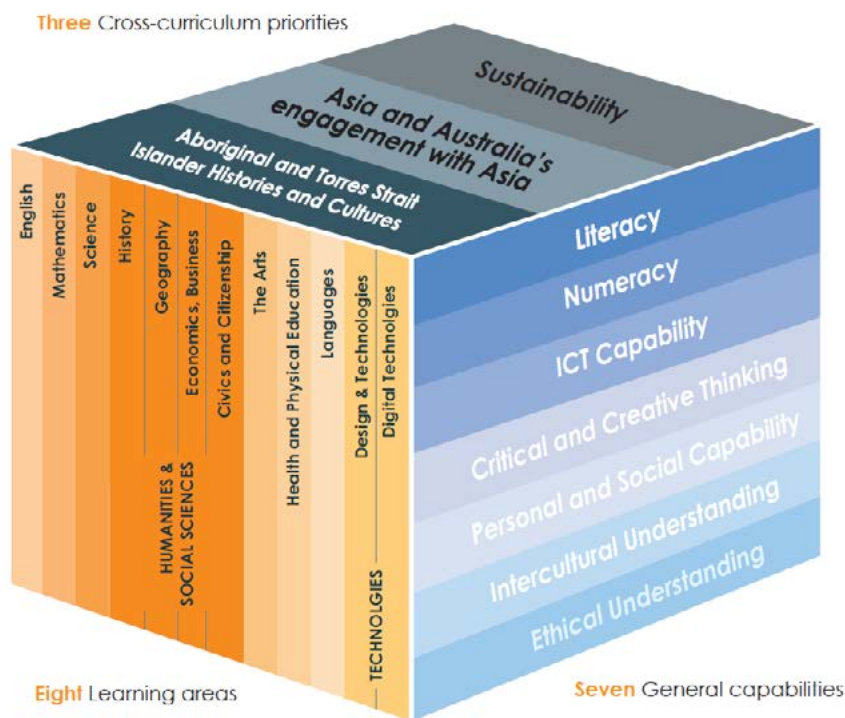 Three Cross-curriculum priorities
Sustainability
Asia and Australia's
engagement with Asia
Aboriginal and Torres Strait
Islander Histories and Cultures
English
Mathematics
Science
History
Geography
Economics, Business
Civics and Citizenship
HUMANITIES &
SOCIAL SCIENCES
The Arts
Health and Physical Education
Languages
Design & Technologies
Digital Technolgies
TECHNOLGIES
Literacy
Numeracy
ICT Capability
Critical and Creative Thinking
Personal and Social Capability
Intercultural Understanding
Ethical Understanding
Eight Learning areas
Seven General capabilities